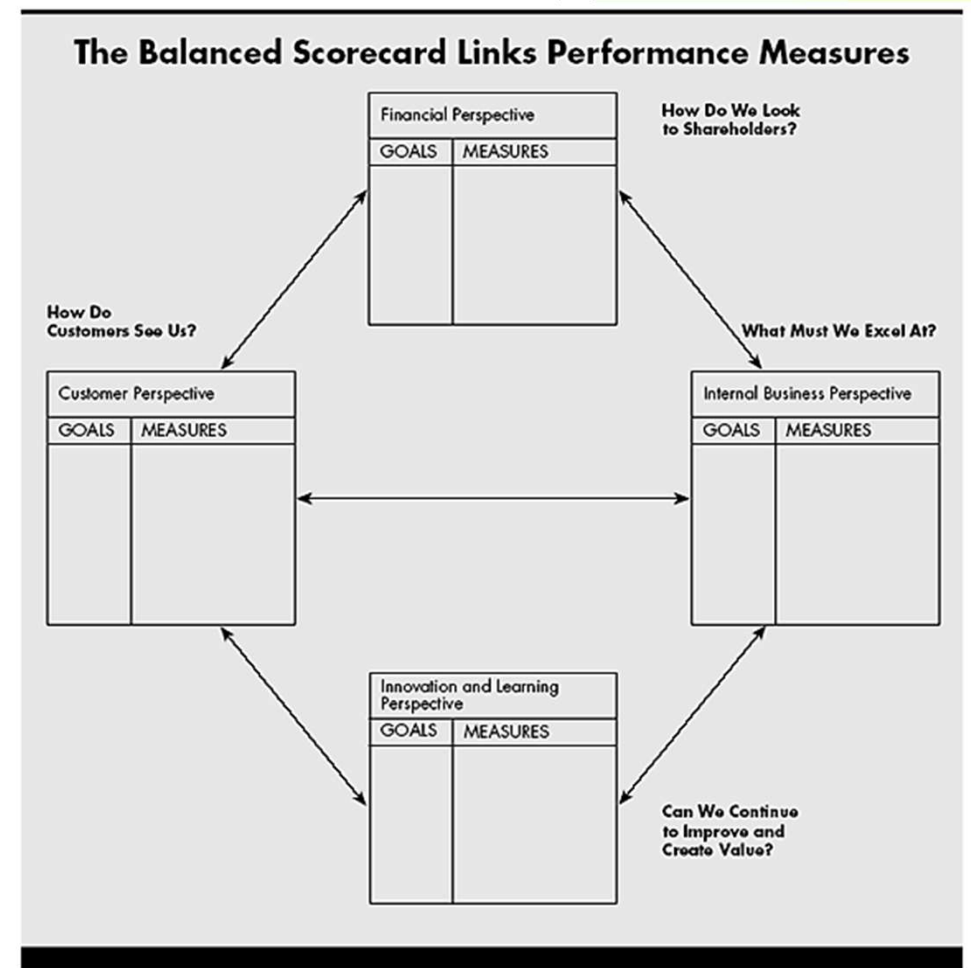 The Balanced Scorecard Links Performance Measures
Financial Perspective
GOALS MEASURES
How Do We Look
to Shareholders?
How Do
Customers See Us?
What Must We Excel At?
Customer Perspective
GOALS MEASURES
Internal Business Perspective
GOALS MEASURES
Innovation and Learning
Perspective
GOALS MEASURES
Can We Continue
to Improve and
Create Value?